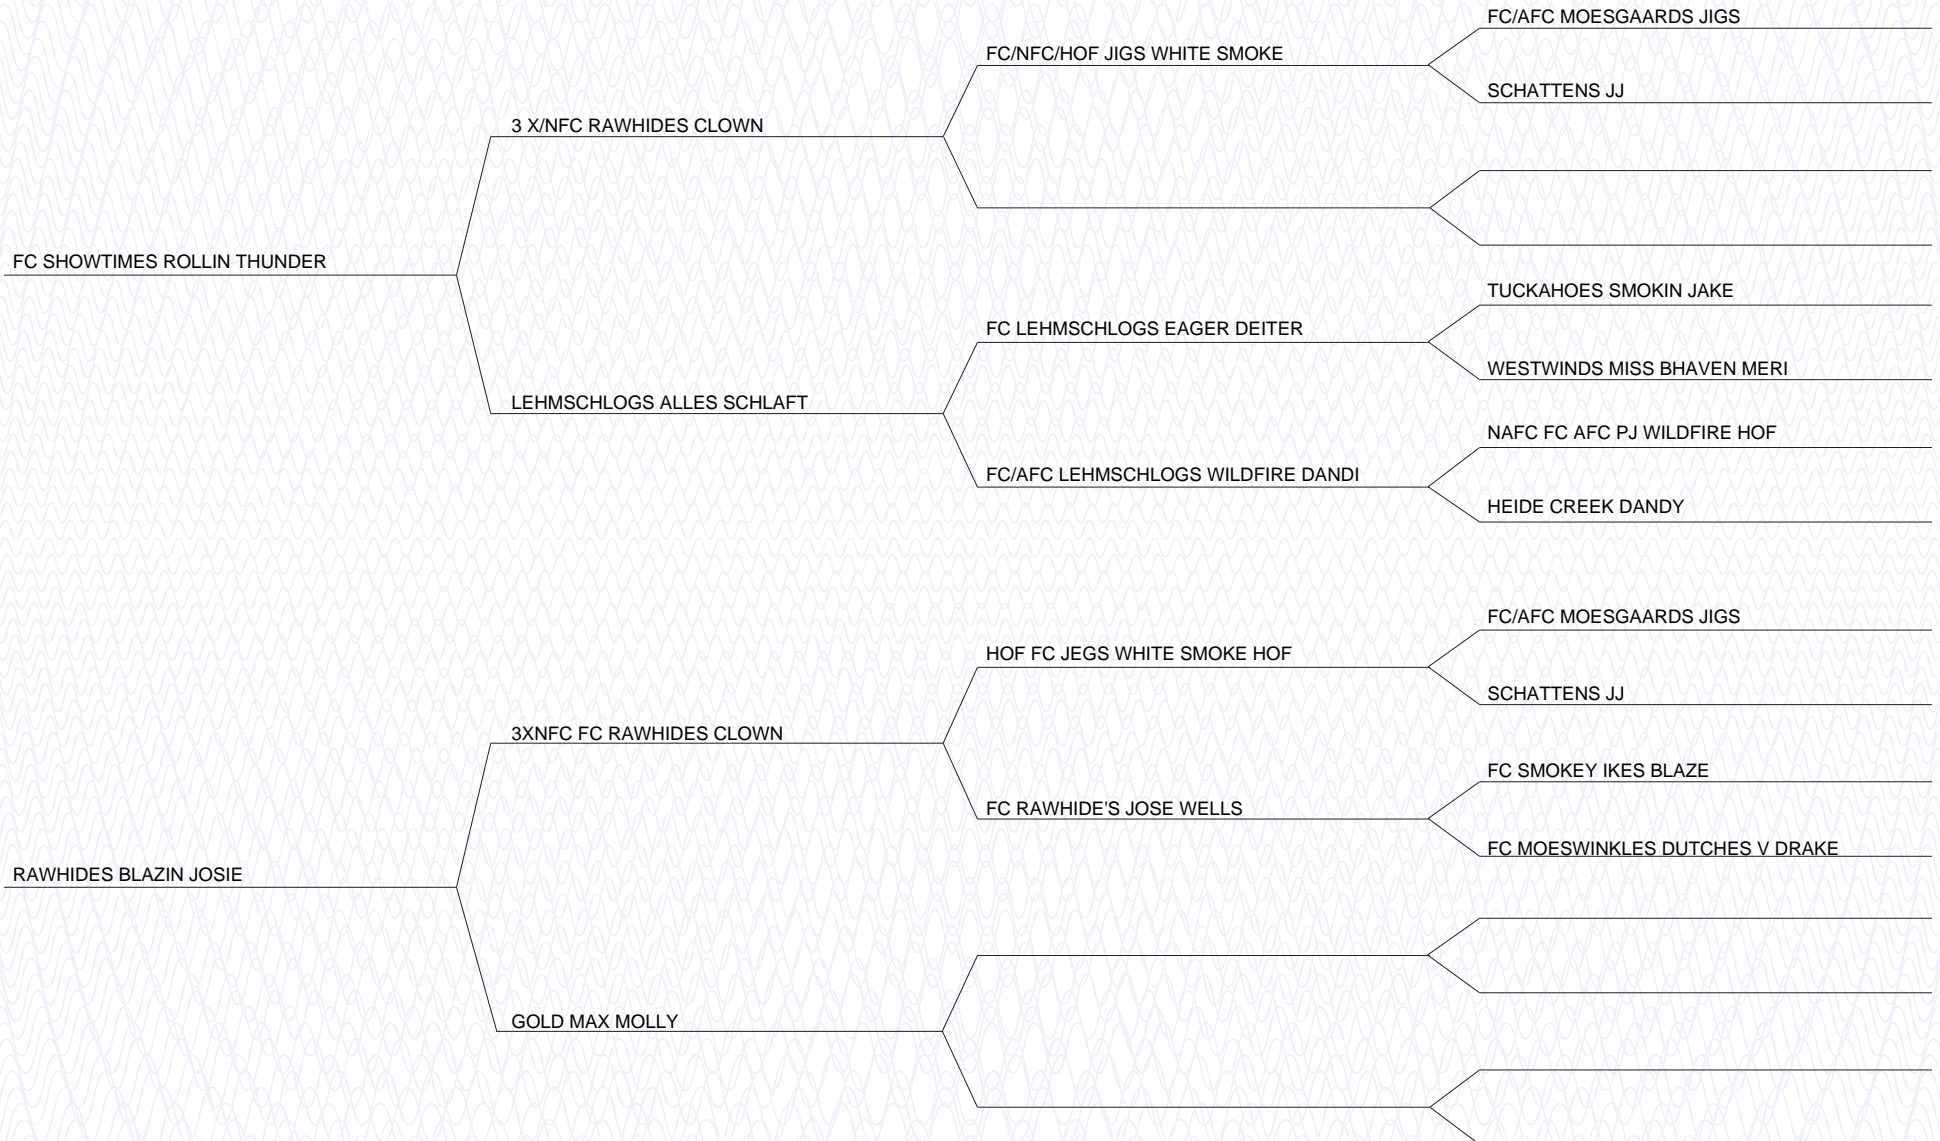 FC/AFC MOESGAARDS JIGS
FC/NFC/HOF JIGS WHITE SMOKE
SCHATTENS JJ
3 X/NFC RAWHIDES CLOWN
FC SHOWTIMES ROLLIN THUNDER
TUCKAHOES SMOKIN JAKE
FC LEHMSCHLOGS EAGER DEITER
WESTWINDS MISS BHAVEN MERI
LEHMSCHLOGS ALLES SCHLAFT
NAFC FC AFC PJ WILDFIRE HOF
FC/AFC LEHMSCHLOGS WILDFIRE DANDI
HEIDE CREEK DANDY
FC/AFC MOESGAARDS JIGS
HOF FC JEGS WHITE SMOKE HOF
SCHATTENS JJ
3XNFC FC RAWHIDES CLOWN
FC SMOKEY IKES BLAZE
FC RAWHIDE'S JOSE WELLS
FC MOESWINKLES DUTCHES V DRAKE
RAWHIDES BLAZIN JOSIE
GOLD MAX MOLLY